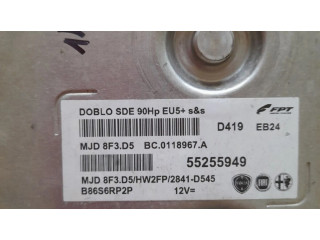 DOBLO SDE 90Hp EU5+ s&s
D419 EB24 FPT
MJD 8F3.D5 BC.0118967.A
55255949
MJD 8F3.D5/HW2FP/2841-D545
B86S6RP2P 12V=